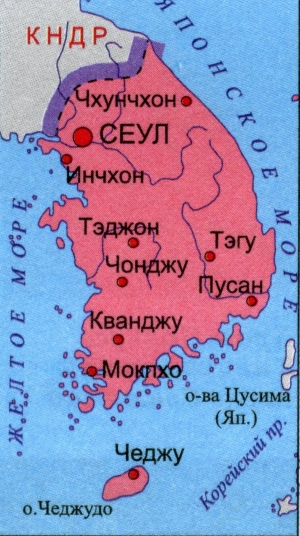 КНДР
ЯПОНСКОЕ МОРЕ
Чхунчхон
СЕУЛ
Инчхон
ЖЕЛТОЕ МОРЕ
Тэджон
Тэгу
Чонджу
Пусан
Кванджу
Мокпхо
о-ва Цусима
(Яп.)
Чеджу
Корейский пр.
о.Чеджудо